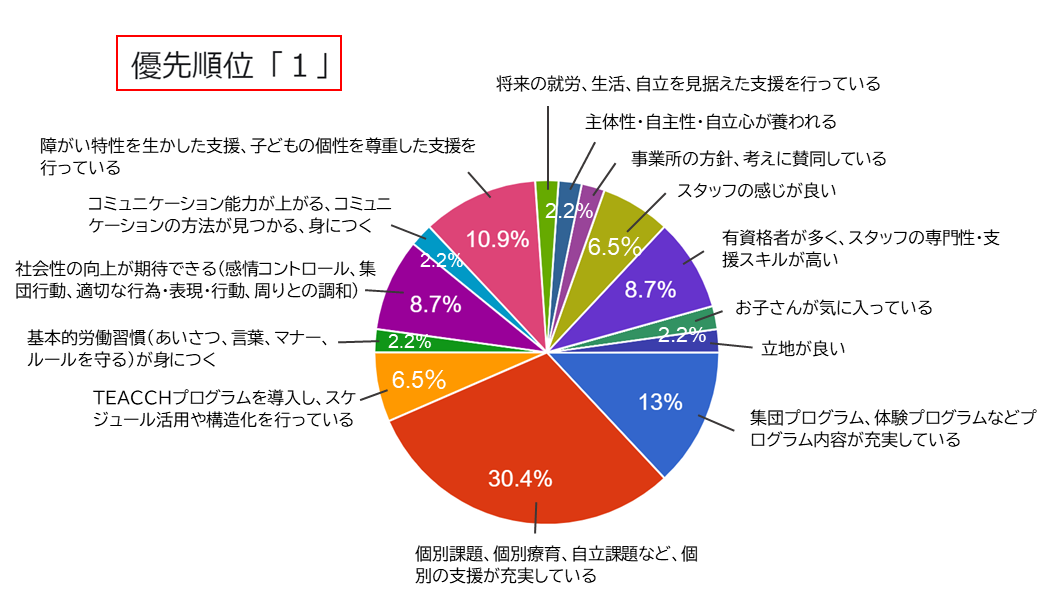 優先順位「１」
将来の就労、生活、自立を見据えた支援を行っている
主体性・自主性・自立心が養われる
事業所の方針、考えに賛同している
スタッフの感じが良い
有資格者が多く、スタッフの専門性・支
援スキルが高い
お子さんが気に入っている
立地が良い
集団プログラム、体験プログラムなどプ
ログラム内容が充実している
個別課題、個別療育、自立課題など、個
別の支援が充実している
TEACCHプログラムを導入し、スケ
ジュール活用や構造化を行っている
基本的労働習慣（あいさつ、言葉、マナー、
ルールを守る）が身につく
社会性の向上が期待できる（感情コントロール、集
団行動、適切な行為・表現・行動、周りとの調和）
コミュニケーション能力が上がる、コミュニ
ケーションの方法が見つかる、身につく
障がい特性を生かした支援、子どもの個性を尊重した支援を
行っている
2.2%
6.5%
8.7%
2.2%
13%
30.4%
6.5%
2.2%
8.7%
2.2%
10.9%